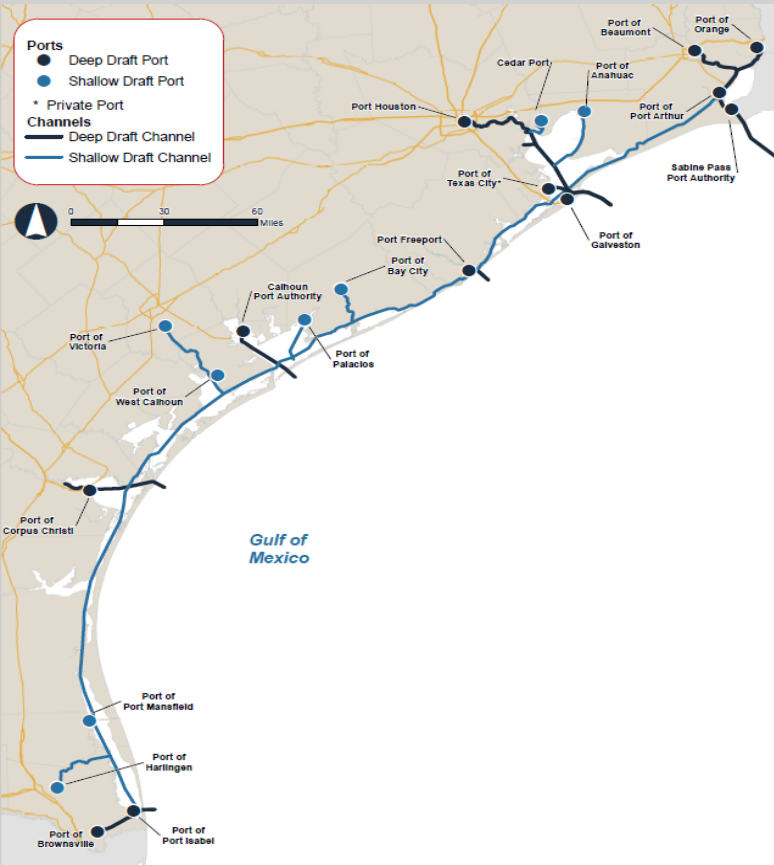 Ports
Deep Draft Port
Shallow Draft Port
* Private Port
Channels
Deep Draft Channel
Shallow Draft Channel
0 30 60
Miles
Port of
Beaumont
Port of
Orange
Cedar Port
Port of
Anahuac
Port Houston
Port of
Port Arthur
Sabine Pass
Port Authority
Port of
Texas City*
Port of
Galveston
Port Freeport
Port of
Bay City
Calhoun
Port Authority
Port of
Victoria
Port of
Palacios
Port of
West Calhoun
Port of
Corpus Christi
Gulf of
Mexico
Port of
Port Mansfield
Port of
Harlingen
Port of
Brownsville
Port of
Port Isabel